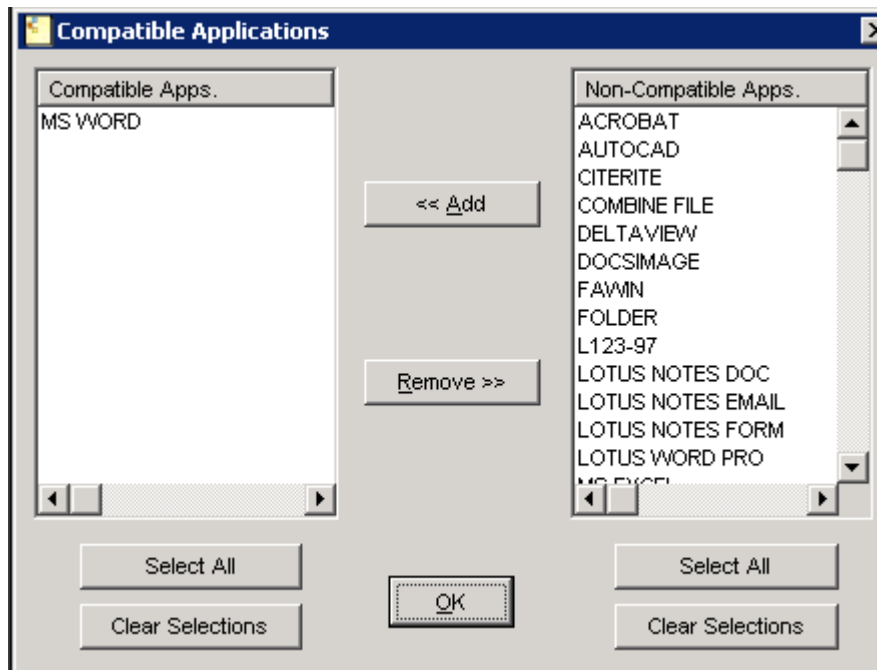 Compatible Applications
Compatible Apps.
MS WORD
<< Add
Remove >>
Non-Compatible Apps.
ACROBAT
AUTOCAD
CITERITE
COMBINE FILE
DELTAVIEW
DOCSIMAGE
FAWIN
FOLDER
L123-97
LOTUS NOTES DOC
LOTUS NOTES EMAIL
LOTUS NOTES FORM
LOTUS WORD PRO
MS EXCEL
Select All
Clear Selections
OK
Select All
Clear Selections